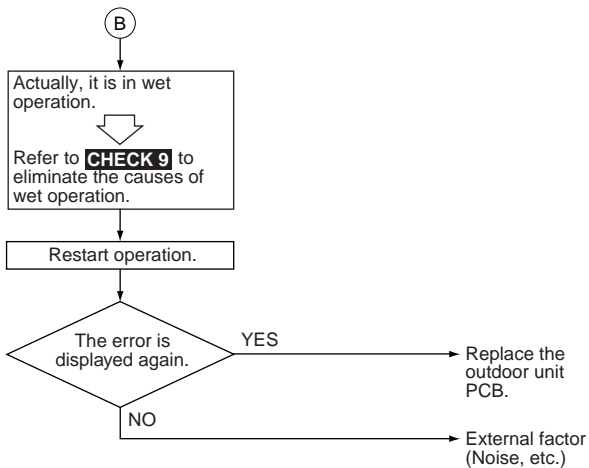 B
Actually, it is in wet
operation.
Refer to CHECK 9 to
eliminate the causes of
wet operation.
Restart operation.
The error is
displayed again.
YES
Replace the
outdoor unit
PCB.
NO
External factor
(Noise, etc.)